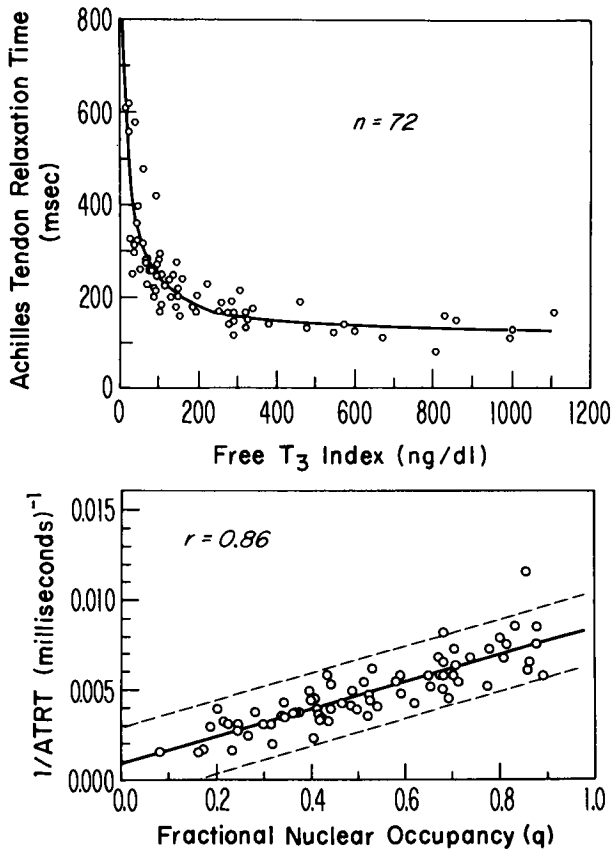 Achilles Tendon Relaxation Time
(msec)
800
600
400
200
0
n = 72
0 200 400 600 800 1000 1200
Free T₃ Index (ng/dl)
1/ATRT (milliseconds)⁻¹
0.015
0.010
0.005
0.000
r = 0.86
0.0 0.2 0.4 0.6 0.8 1.0
Fractional Nuclear Occupancy (q)